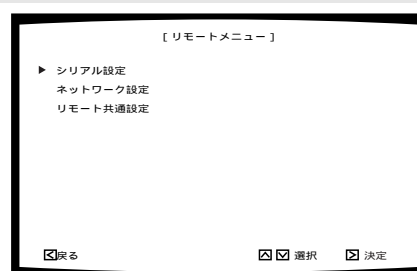 [リモートメニュー]
▶ シリアル設定
ネットワーク設定
リモート共通設定
戻る 選択 決定